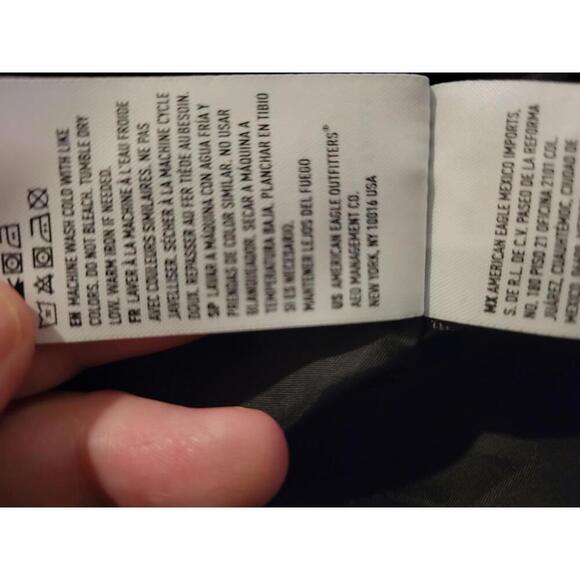 EN MACHINE WASH COLD WITH LIKE
COLORS. DO NOT BLEACH. TUMBLE DRY
LOW. WARM IRON IF NEEDED.
FR LAVER À LA MACHINE À L'EAU FROIDE
AVEC COULEURS SIMILAIRES. NE PAS
JAVELLISER. SÉCHER À LA MACHINE CYCLE
DOUX. REPASSER AU FER TIÈDE AU BESOIN.
SP LAVAR A MAQUINA CON AGUA FRÍA Y
PRENDAS DE COLOR SIMILAR. NO USAR
BLANQUEADOR. SECAR A MÁQUINA A
TEMPERATURA BAJA. PLANCHAR EN TIBIO
SI ES NECESARIO.
MANTENER LEJOS DEL FUEGO
US AMERICAN EAGLE OUTFITTERS®
AEO MANAGEMENT CO.
NEW YORK, NY 10016 USA
MX AMERICAN EAGLE MEXICO IMPORTS,
S. DE R.L. DE C.V. PASEO DE LA REFORMA
NO. 180 PISO 21 OFICINA 2101 COL.
JUÁREZ CUAUHTEMOC, CIUDAD DE